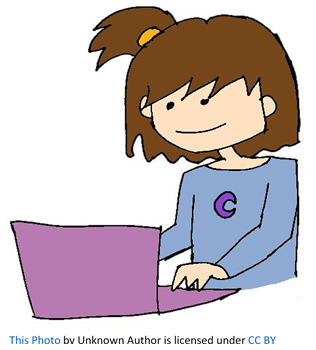 C
This Photo by Unknown Author is licensed under CC BY